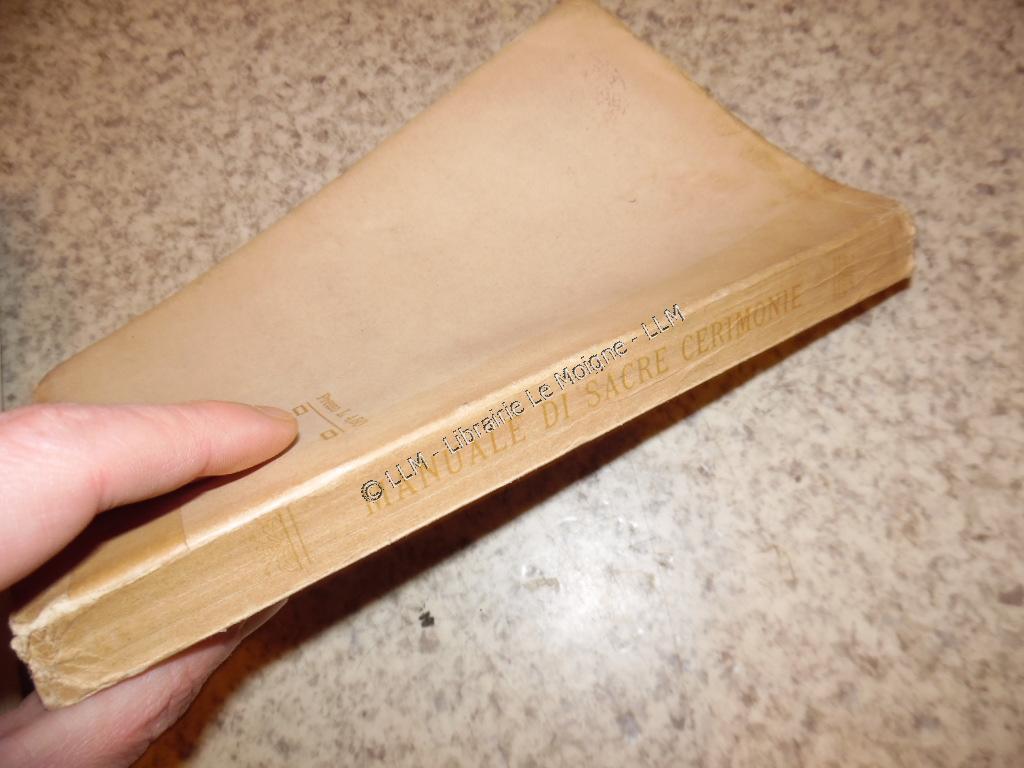 MANUALE DI SACRE CERIMONIE
© LLM - Librairie Le Moigne - LLM